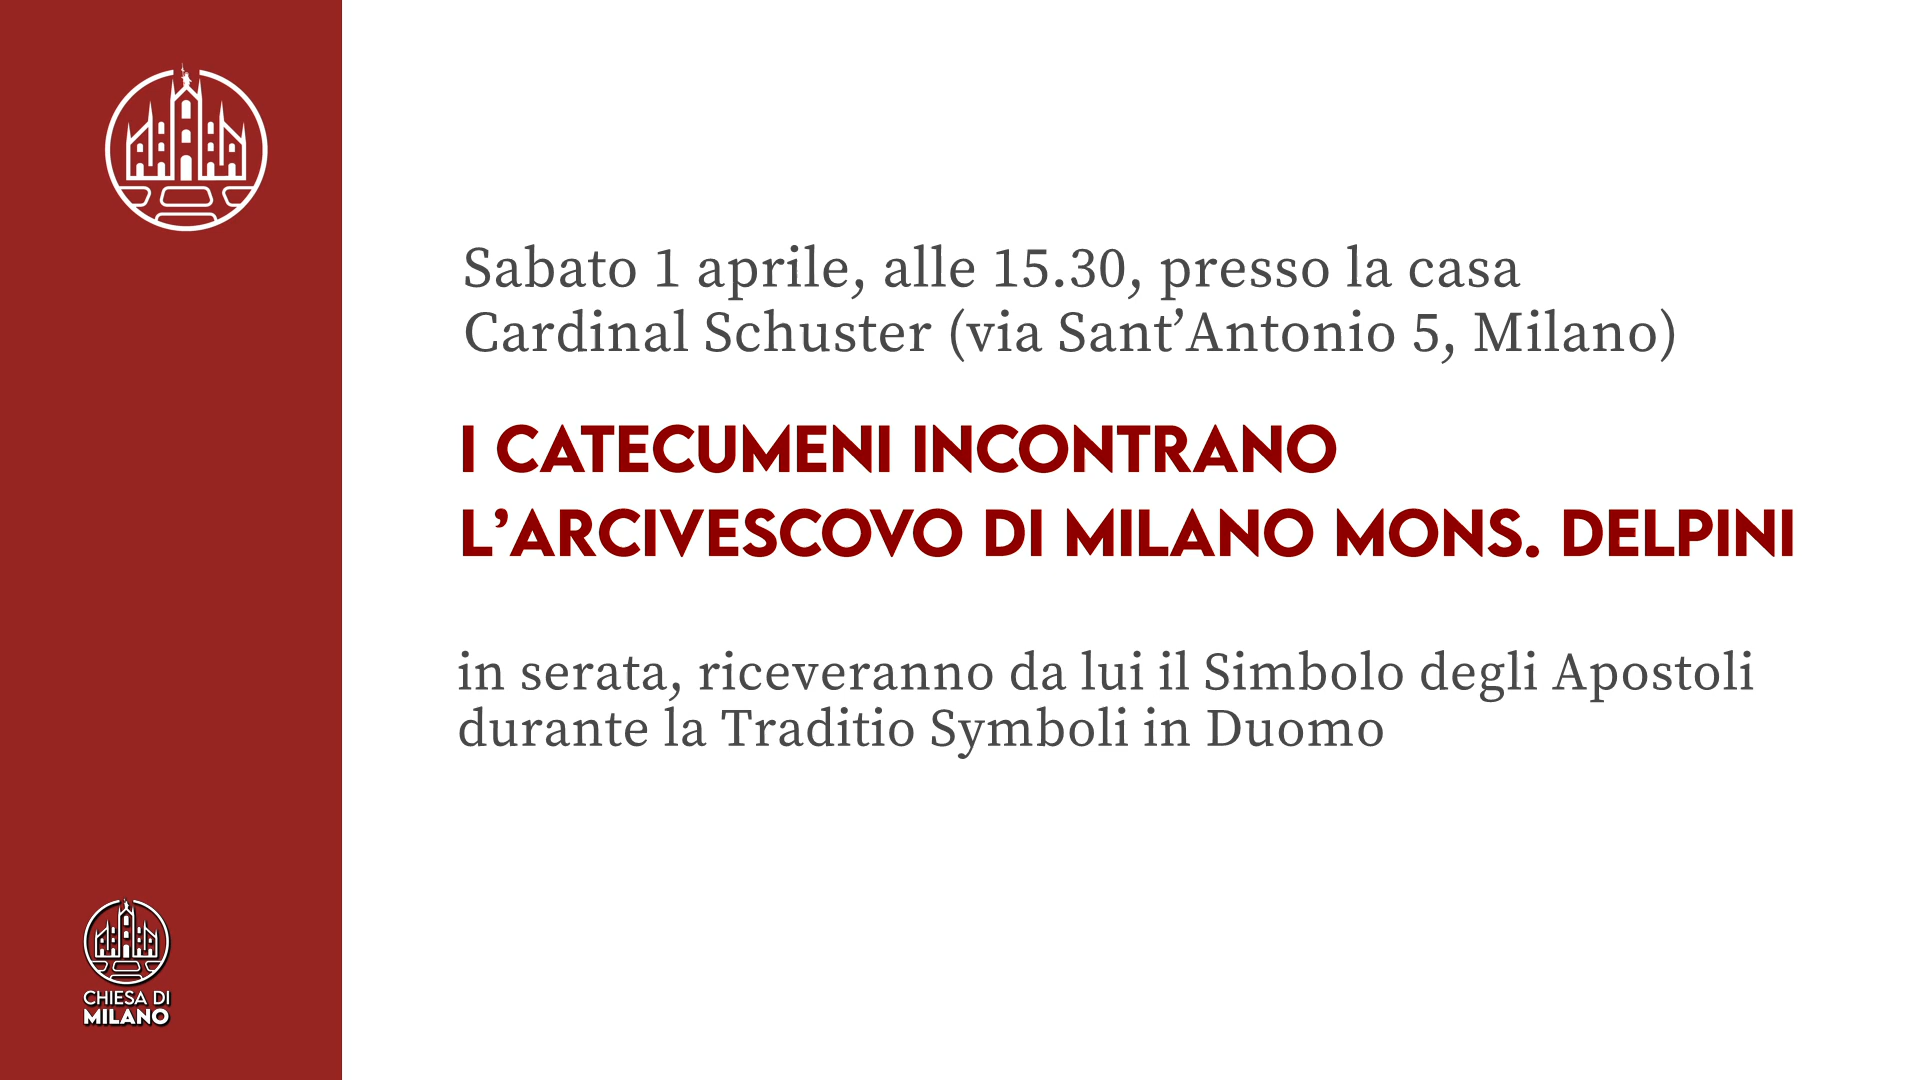 Sabato 1 aprile, alle 15.30, presso la casa
Cardinal Schuster (via Sant’Antonio 5, Milano)
I CATECUMENI INCONTRANO
L’ARCIVESCOVO DI MILANO MONS. DELPINI
in serata, riceveranno da lui il Simbolo degli Apostoli
durante la Traditio Symboli in Duomo
CHIESA DI
MILANO